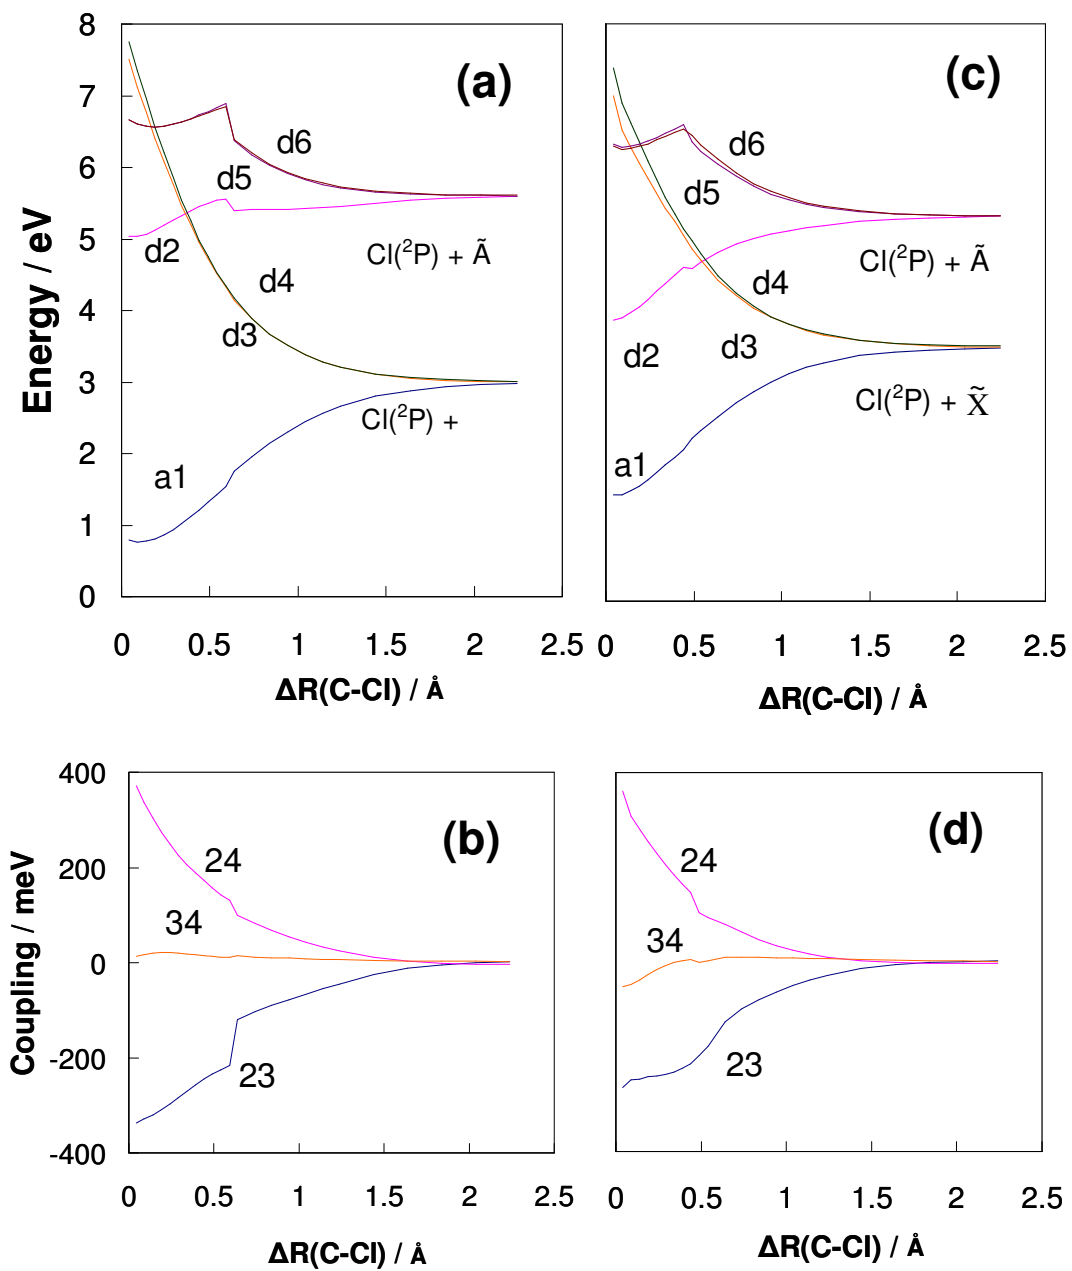 8
7
6
5
4
3
2
1
0
Energy / eV
(a)
d6
d5
d2
Cl(²P) + Ã
d4
d3
Cl(²P) +
a1
0 0.5 1 1.5 2 2.5
ΔR(C-Cl) / Å
(c)
d6
d5
Cl(²P) + Ã
d4
d2
d3
Cl(²P) + X̃
a1
0 0.5 1 1.5 2 2.5
ΔR(C-Cl) / Å
400
200
0
-200
-400
Coupling / meV
(b)
24
34
23
0 0.5 1 1.5 2 2.5
ΔR(C-Cl) / Å
(d)
24
34
23
0 0.5 1 1.5 2 2.5
ΔR(C-Cl) / Å